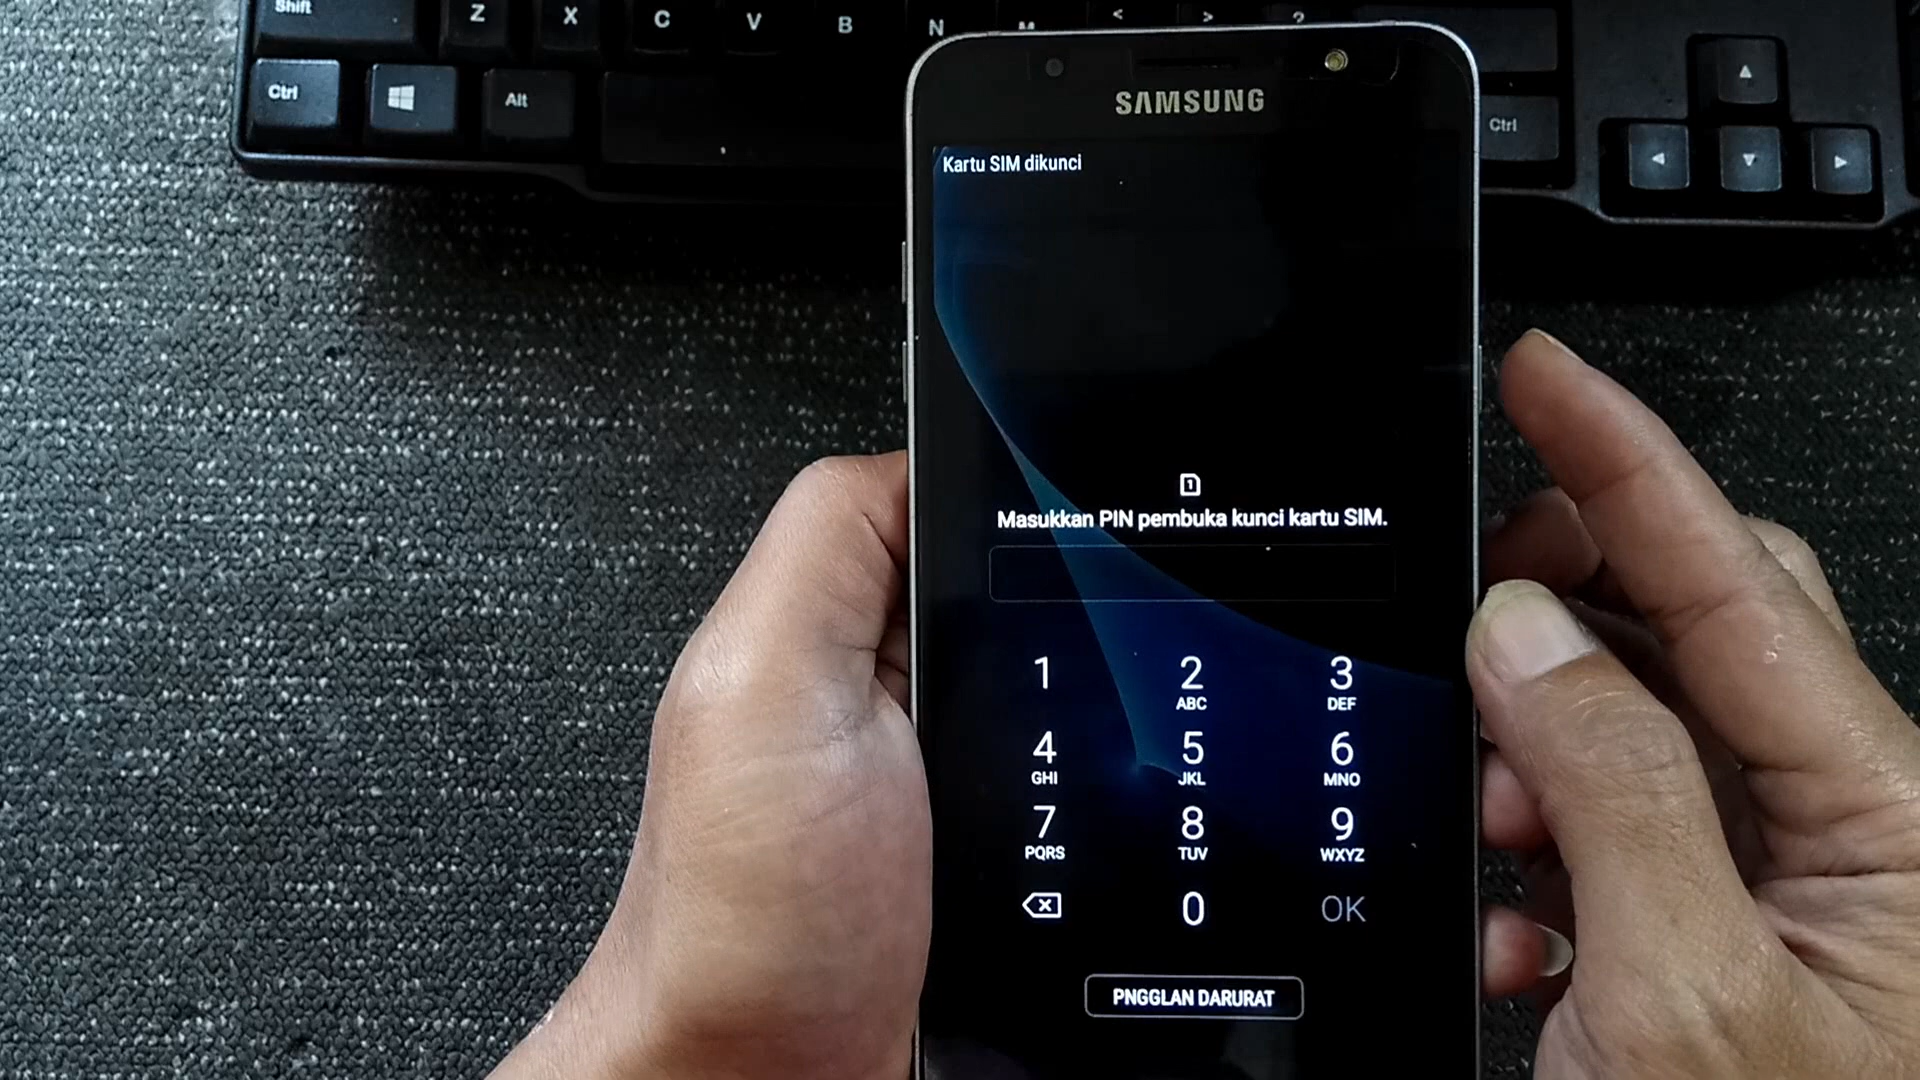 Shift Z X C V B N M < > ?
Ctrl Alt Ctrl
SAMSUNG
Kartu SIM dikunci
1
Masukkan PIN pembuka kunci kartu SIM.
1 2 3
ABC DEF
4 5 6
GHI JKL MNO
7 8 9
PQRS TUV WXYZ
0 OK
PNGGLAN DARURAT